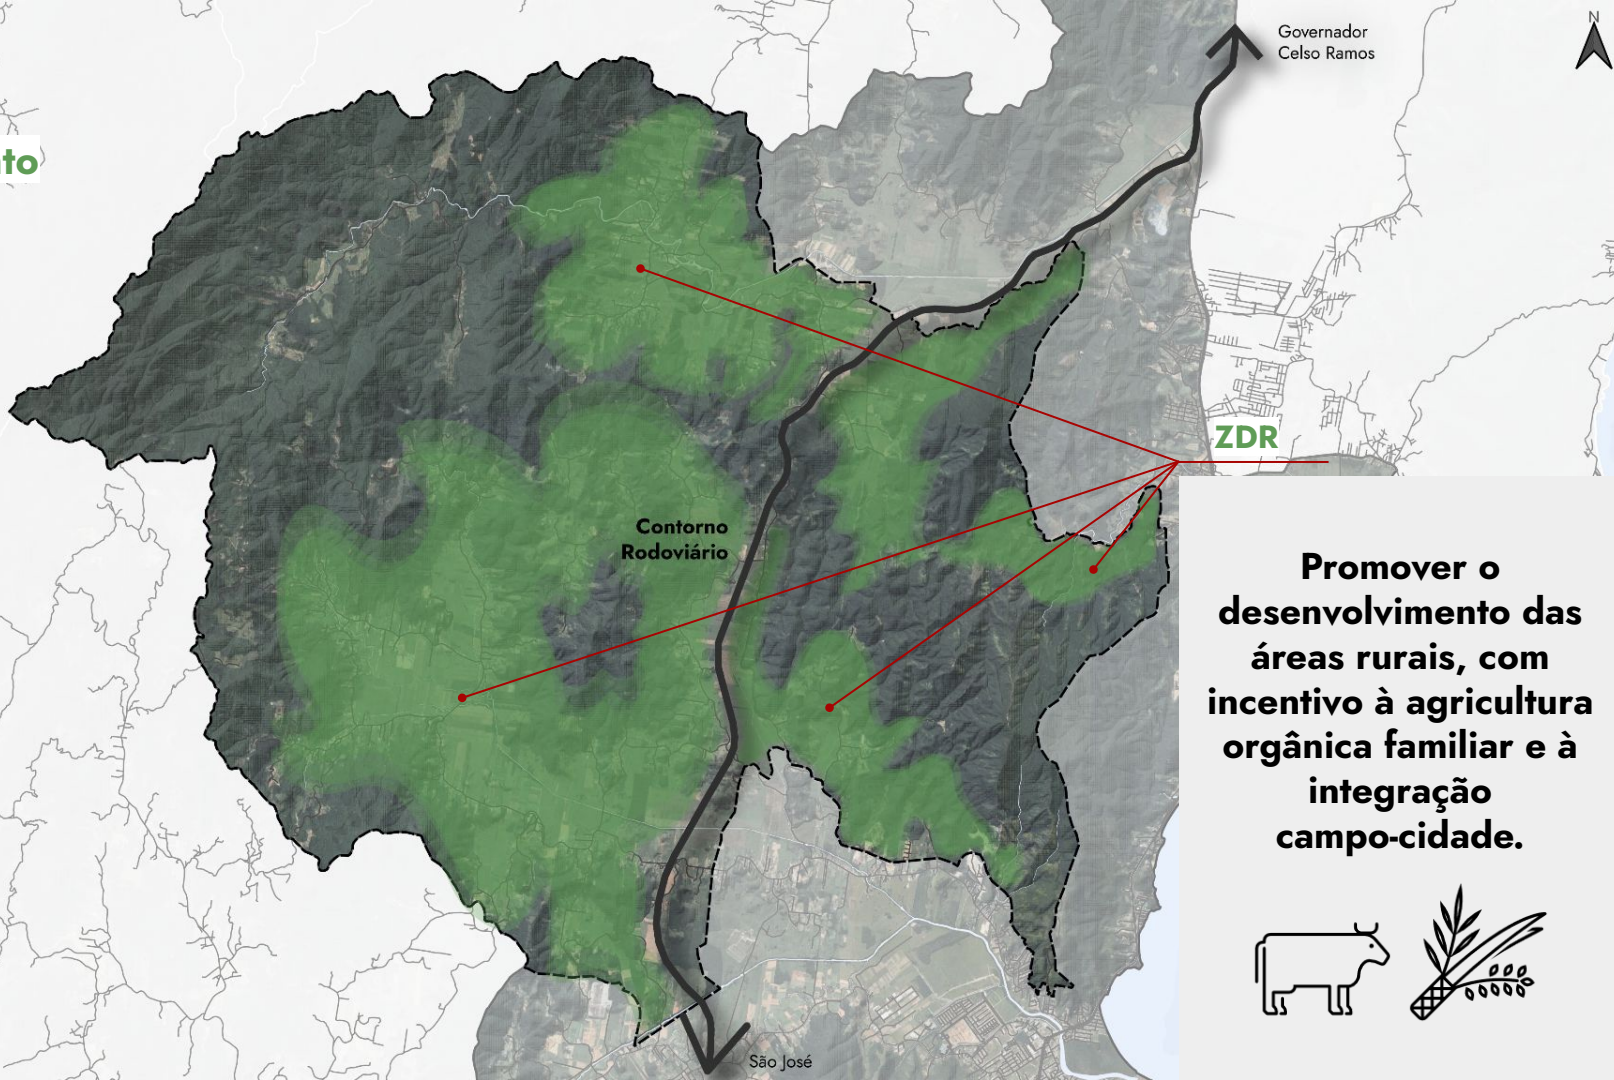 Governador
Celso Ramos
N
nto
ZDR
Contorno
Rodoviário
Promover o
desenvolvimento das
áreas rurais, com
incentivo à agricultura
orgânica familiar e à
integração
campo-cidade.
São José